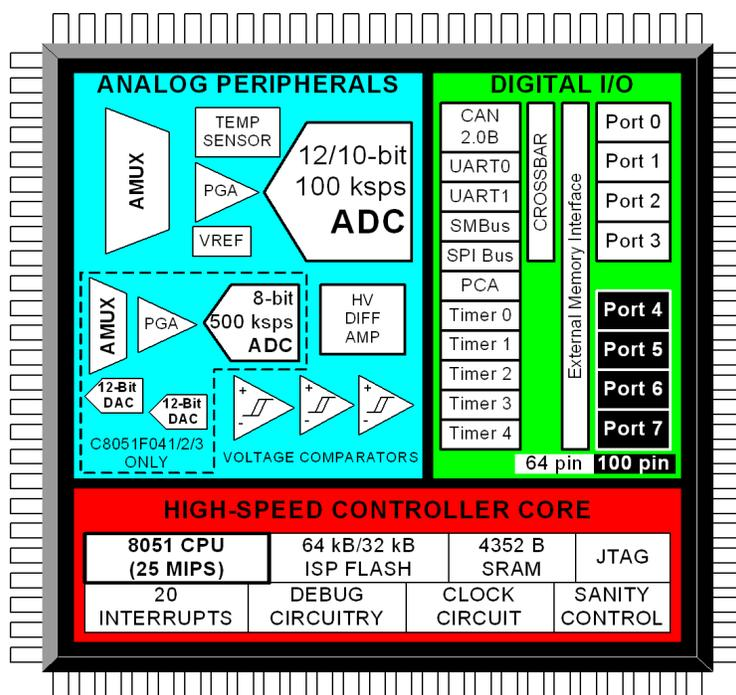 ANALOG PERIPHERALS
AMUX
TEMP
SENSOR
PGA
VREF
12/10-bit
100 ksps
ADC
AMUX
PGA
8-bit
500 ksps
ADC
HV
DIFF
AMP
12-Bit
DAC
12-Bit
DAC
C8051F041/2/3
ONLY
+
-
+
-
+
-
VOLTAGE COMPARATORS
DIGITAL I/O
CAN
2.0B
UART0
UART1
SMBus
SPI Bus
PCA
Timer 0
Timer 1
Timer 2
Timer 3
Timer 4
CROSSBAR
External Memory Interface
Port 0
Port 1
Port 2
Port 3
Port 4
Port 5
Port 6
Port 7
64 pin 100 pin
HIGH-SPEED CONTROLLER CORE
8051 CPU
(25 MIPS)
64 kB/32 kB
ISP FLASH
4352 B
SRAM
JTAG
20
INTERRUPTS
DEBUG
CIRCUITRY
CLOCK
CIRCUIT
SANITY
CONTROL